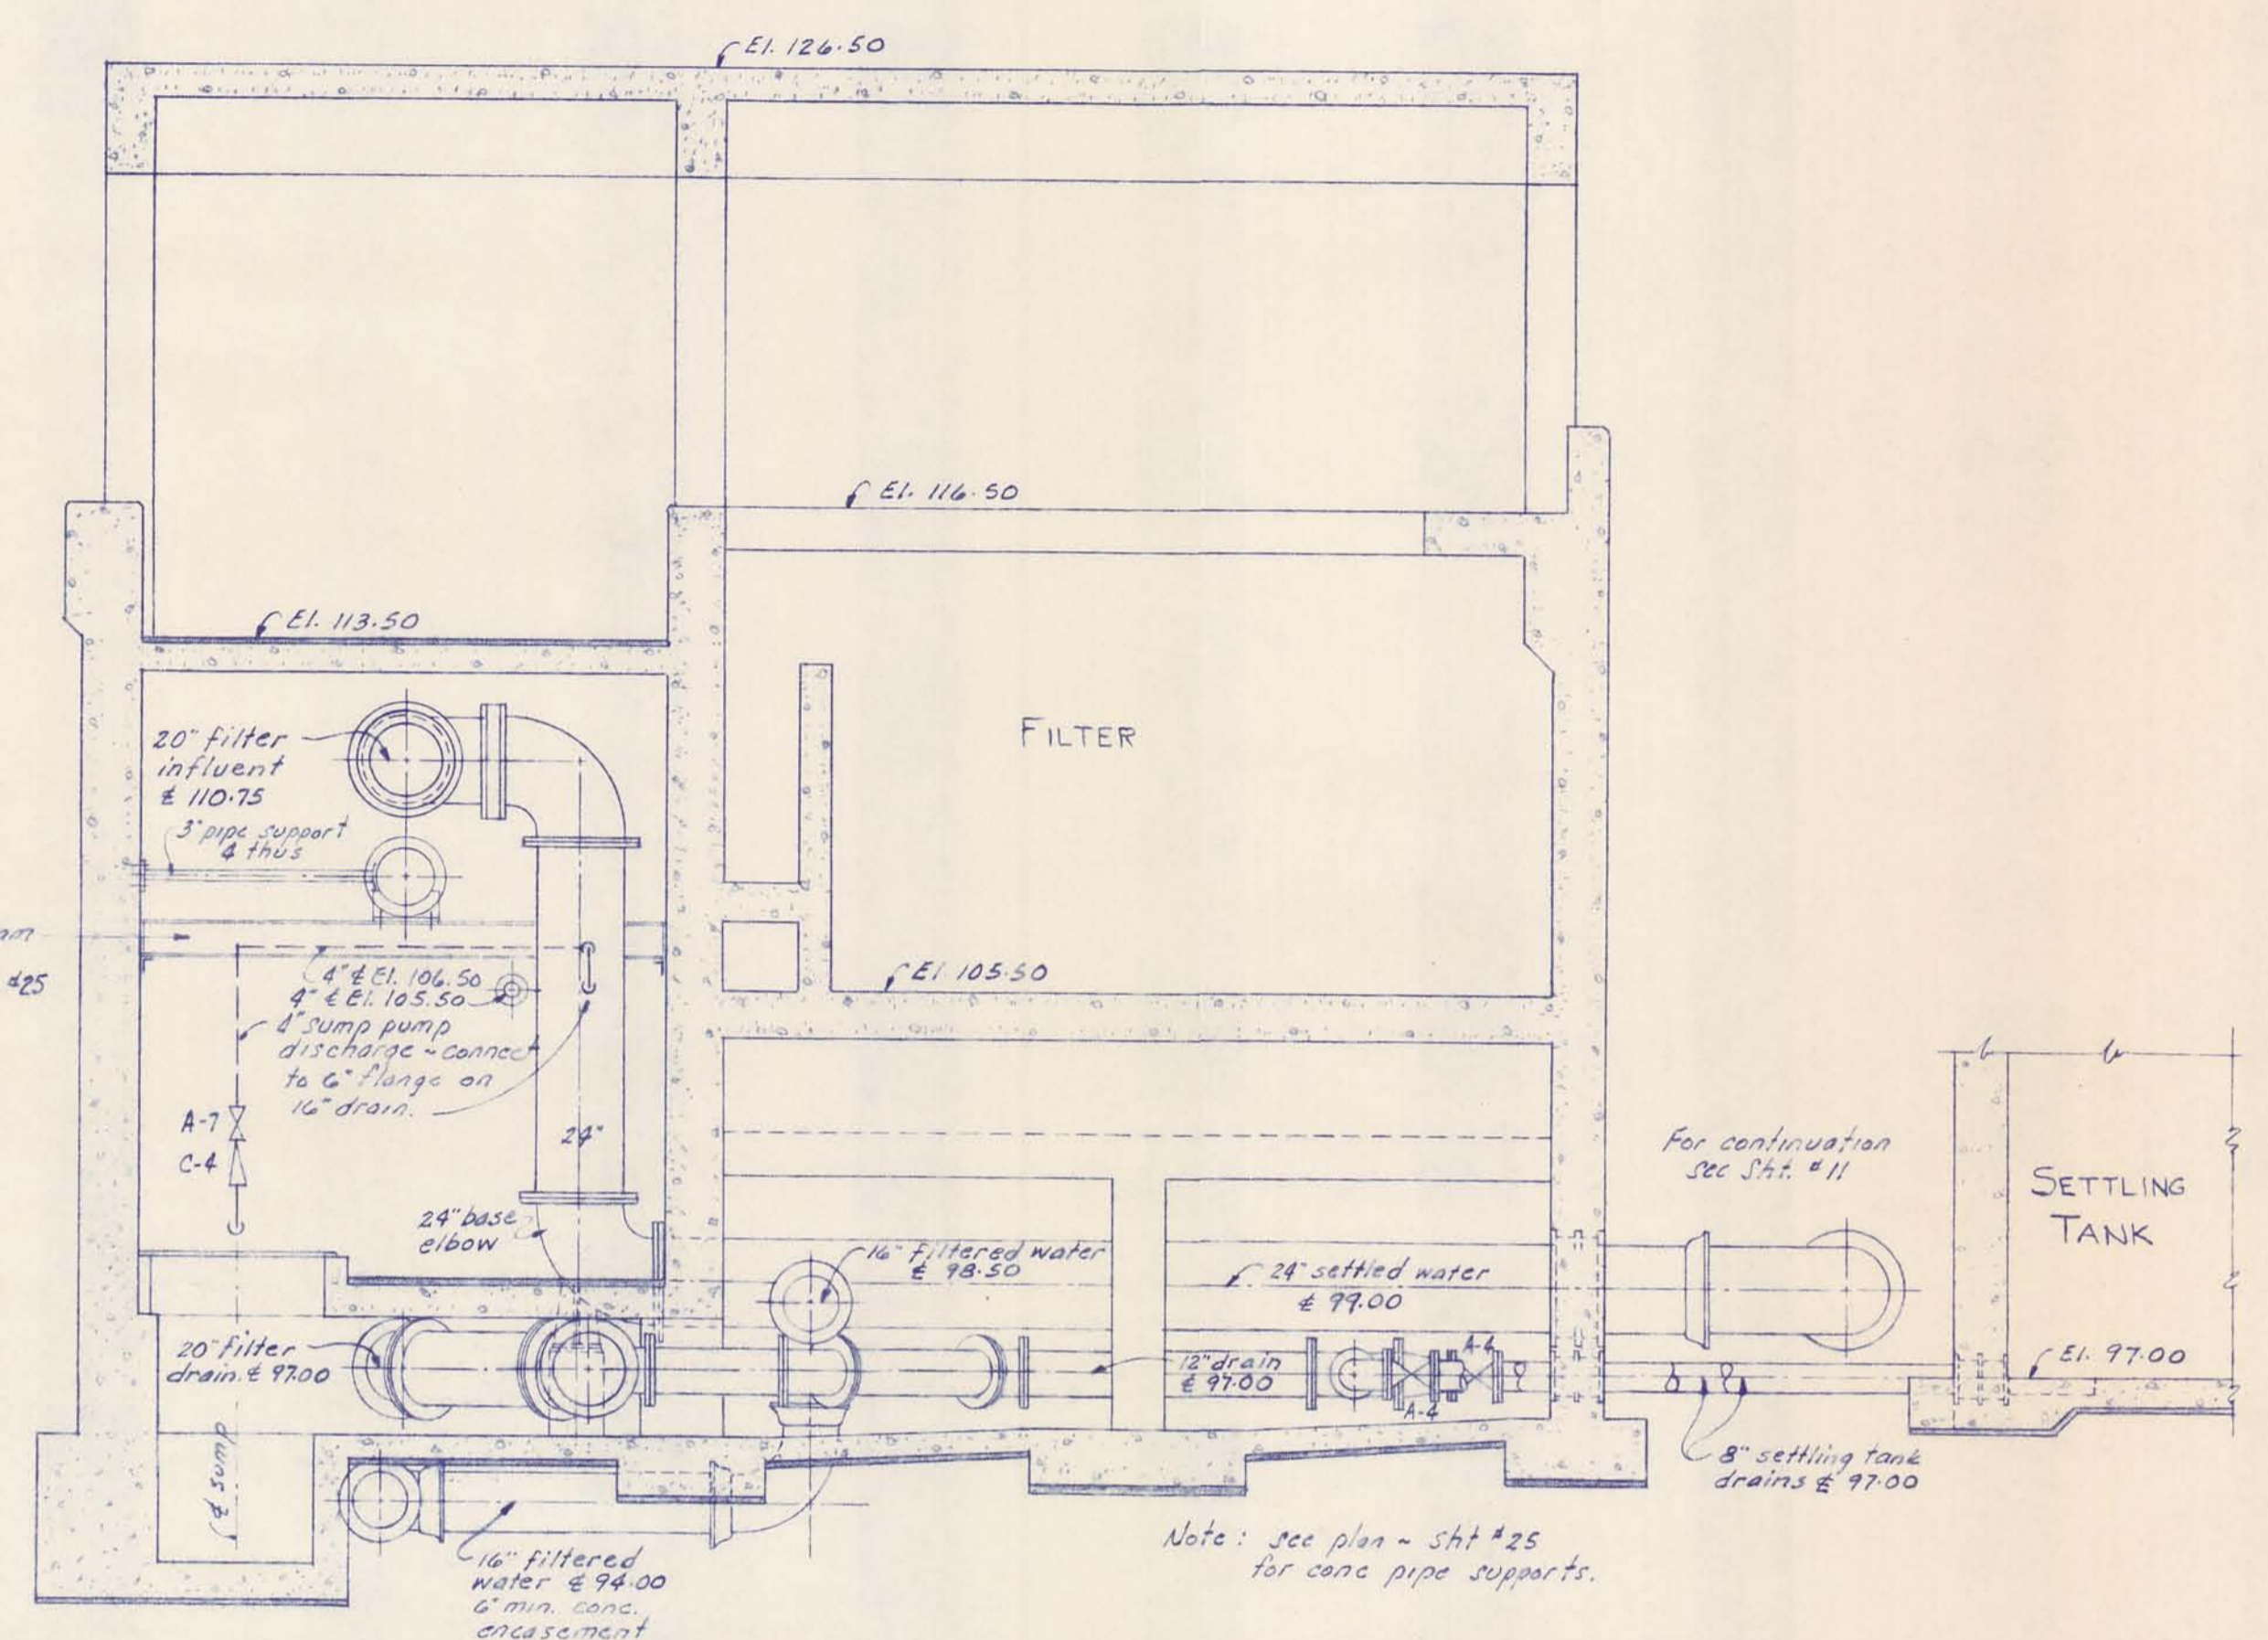 El. 126.50
El. 116.50
El. 113.50
FILTER
20" filter
influent
℄ 110.75
3" pipe support
4 thus
#25
4" ℄ El. 106.50
4" ℄ El. 105.50
4" sump pump
discharge ~ connect
to 6" flange on
16" drain.
El 105.50
A-7
C-4
24"
24" base
elbow
16" filtered water
℄ 98.50
24" settled water
℄ 99.00
For continuation
see Sht. #11
SETTLING
TANK
20" filter
drain ℄ 97.00
12" drain
℄ 97.00
A-4
A-4
El. 97.00
℄ sump
8" settling tank
drains ℄ 97.00
16" filtered
water ℄ 94.00
6" min. conc.
encasement
Note: see plan ~ sht #25
for conc pipe supports.